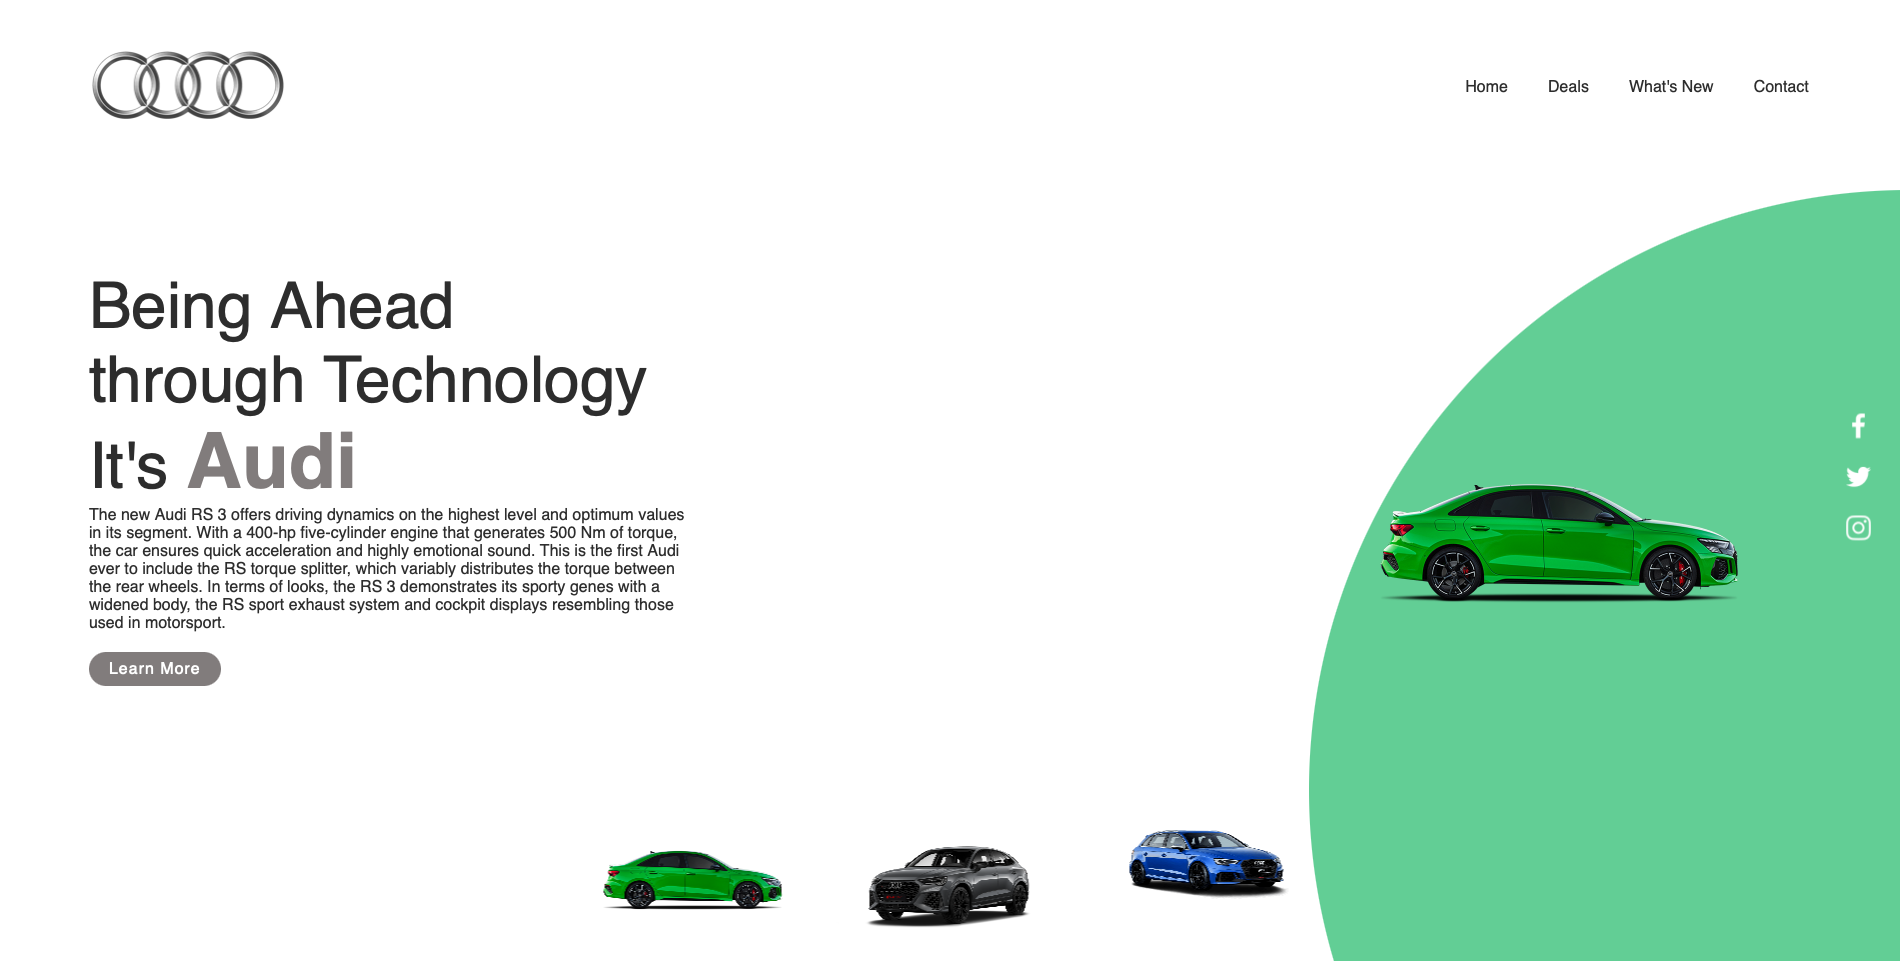 Home
Deals
What's New
Contact
Being Ahead
through Technology
It's Audi
The new Audi RS 3 offers driving dynamics on the highest level and optimum values
in its segment. With a 400-hp five-cylinder engine that generates 500 Nm of torque,
the car ensures quick acceleration and highly emotional sound. This is the first Audi
ever to include the RS torque splitter, which variably distributes the torque between
the rear wheels. In terms of looks, the RS 3 demonstrates its sporty genes with a
widened body, the RS sport exhaust system and cockpit displays resembling those
used in motorsport.
Learn More